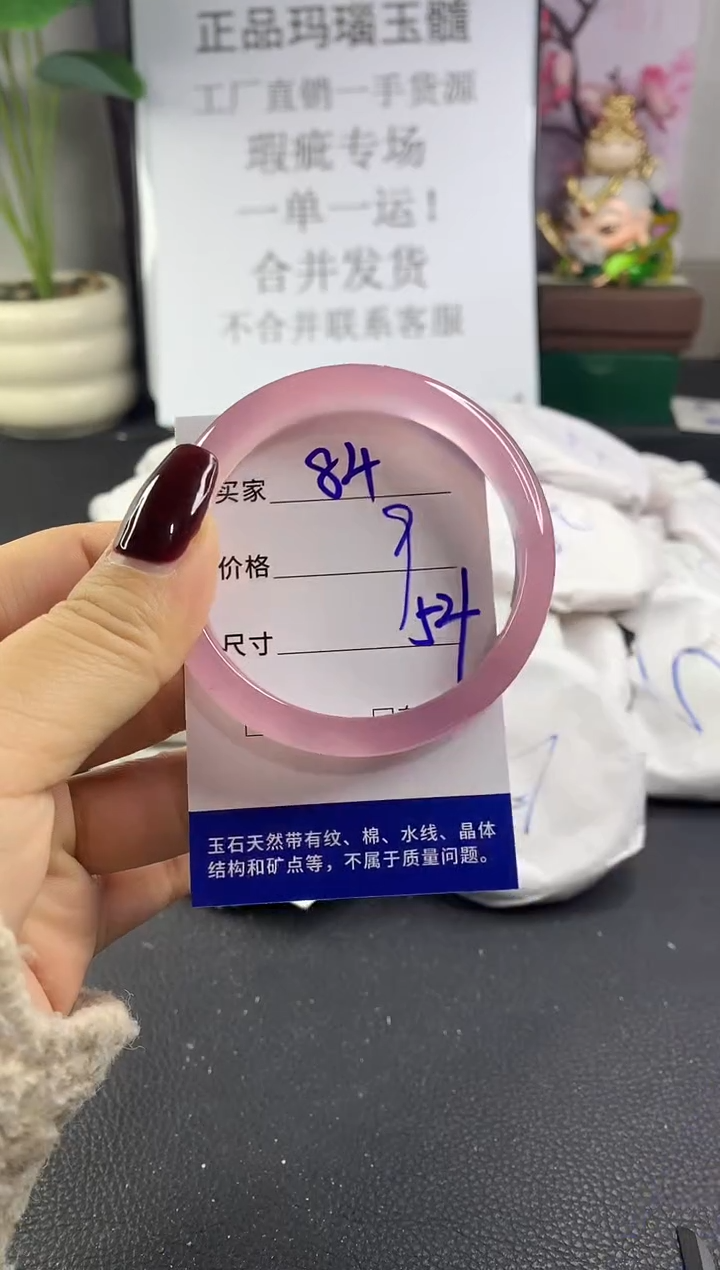 正品玛瑙玉髓
工厂直销一手货源
瑕疵专场
一单一运！
合并发货
不合并联系客服
买家 84
价格 9
尺寸 54
玉石天然带有纹、棉、水线、晶体
结构和矿点等，不属于质量问题。